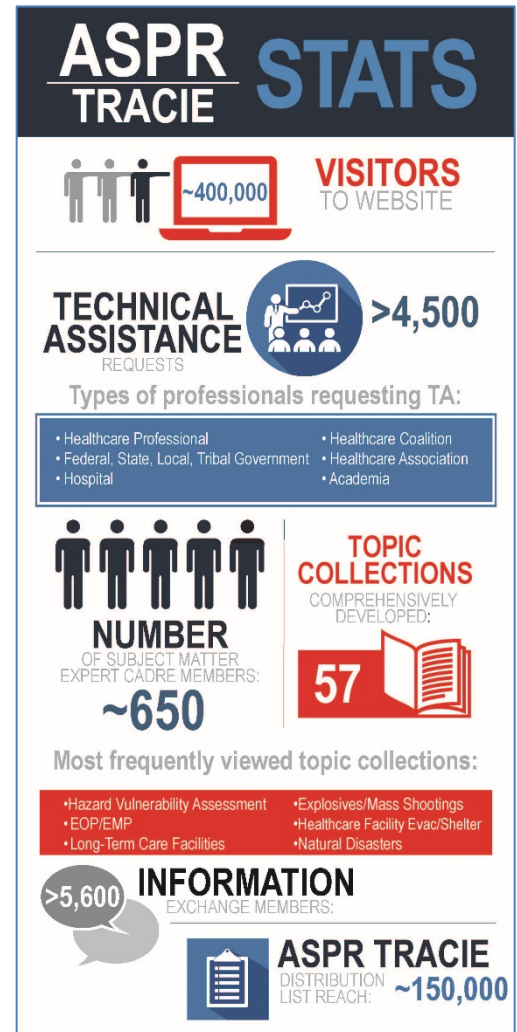 ASPR
TRACIE
STATS
~400,000
VISITORS
TO WEBSITE
TECHNICAL
ASSISTANCE
REQUESTS
>4,500
Types of professionals requesting TA:
• Healthcare Professional
• Federal, State, Local, Tribal Government
• Hospital
• Healthcare Coalition
• Healthcare Association
• Academia
NUMBER
OF SUBJECT MATTER
EXPERT CADRE MEMBERS:
~650
TOPIC
COLLECTIONS
COMPREHENSIVELY
DEVELOPED:
57
Most frequently viewed topic collections:
•Hazard Vulnerability Assessment
•EOP/EMP
•Long-Term Care Facilities
•Explosives/Mass Shootings
•Healthcare Facility Evac/Shelter
•Natural Disasters
>5,600
INFORMATION
EXCHANGE MEMBERS:
ASPR TRACIE
DISTRIBUTION
LIST REACH: ~150,000